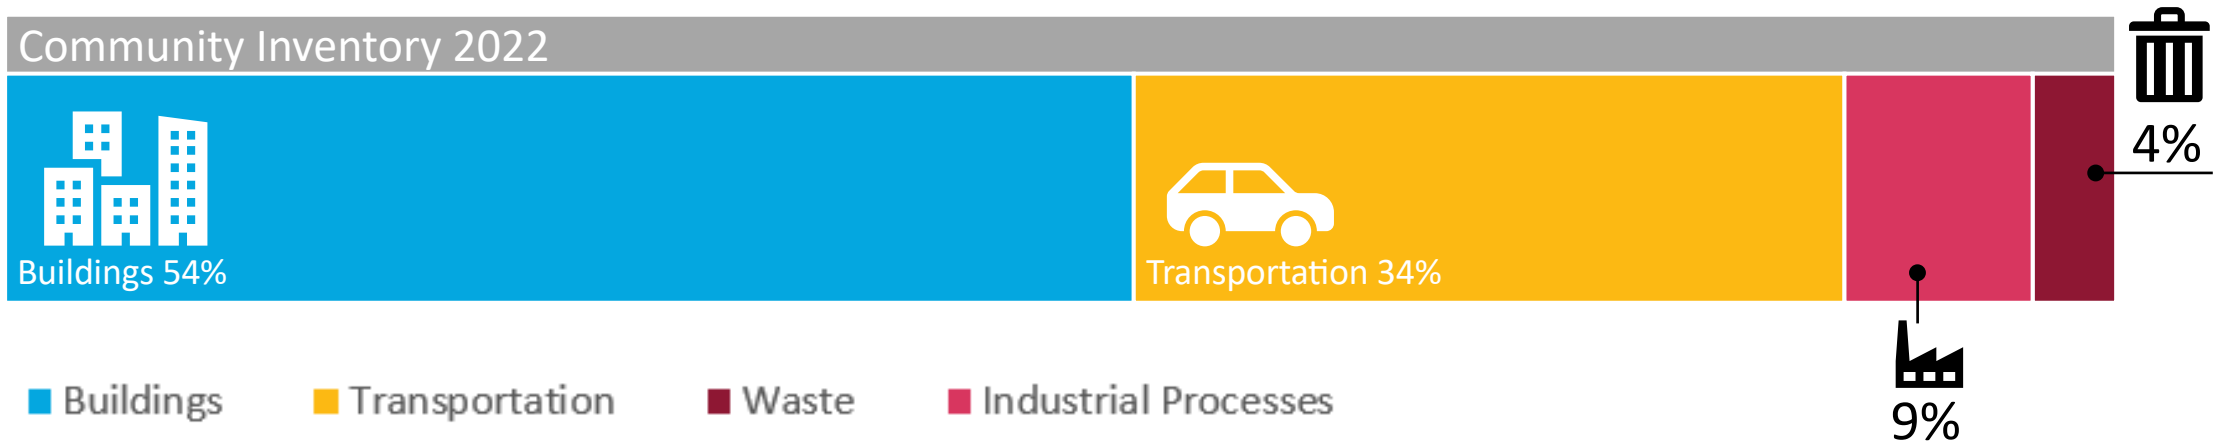 Community Inventory 2022
4%
Buildings 54%
Transportation 34%
9%
Buildings
Transportation
Waste
Industrial Processes